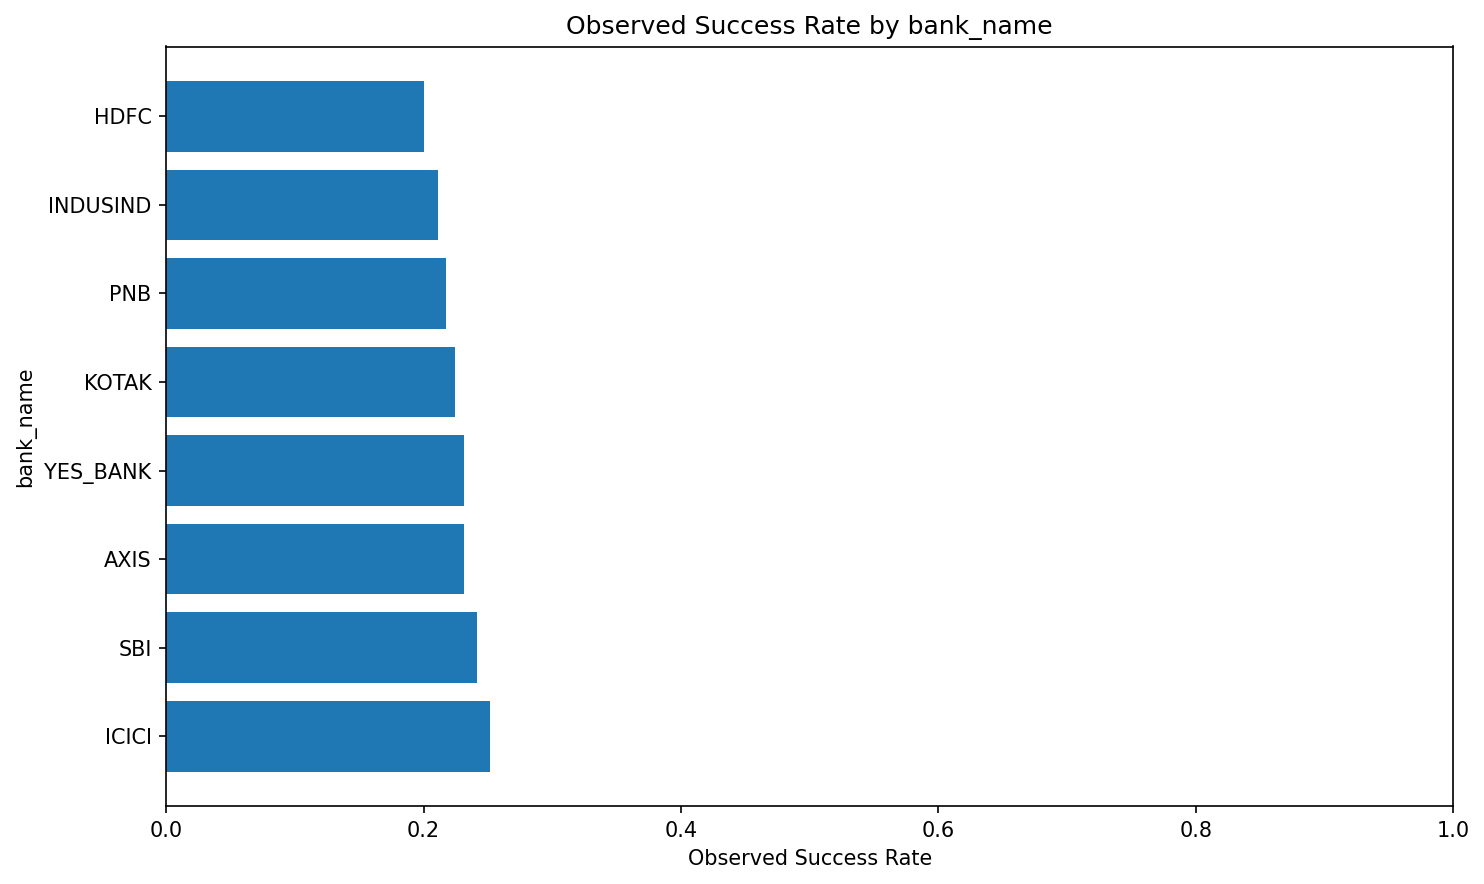 Observed Success Rate by bank_name
bank_name
HDFC
INDUSIND
PNB
KOTAK
YES_BANK
AXIS
SBI
ICICI
0.0 0.2 0.4 0.6 0.8 1.0
Observed Success Rate